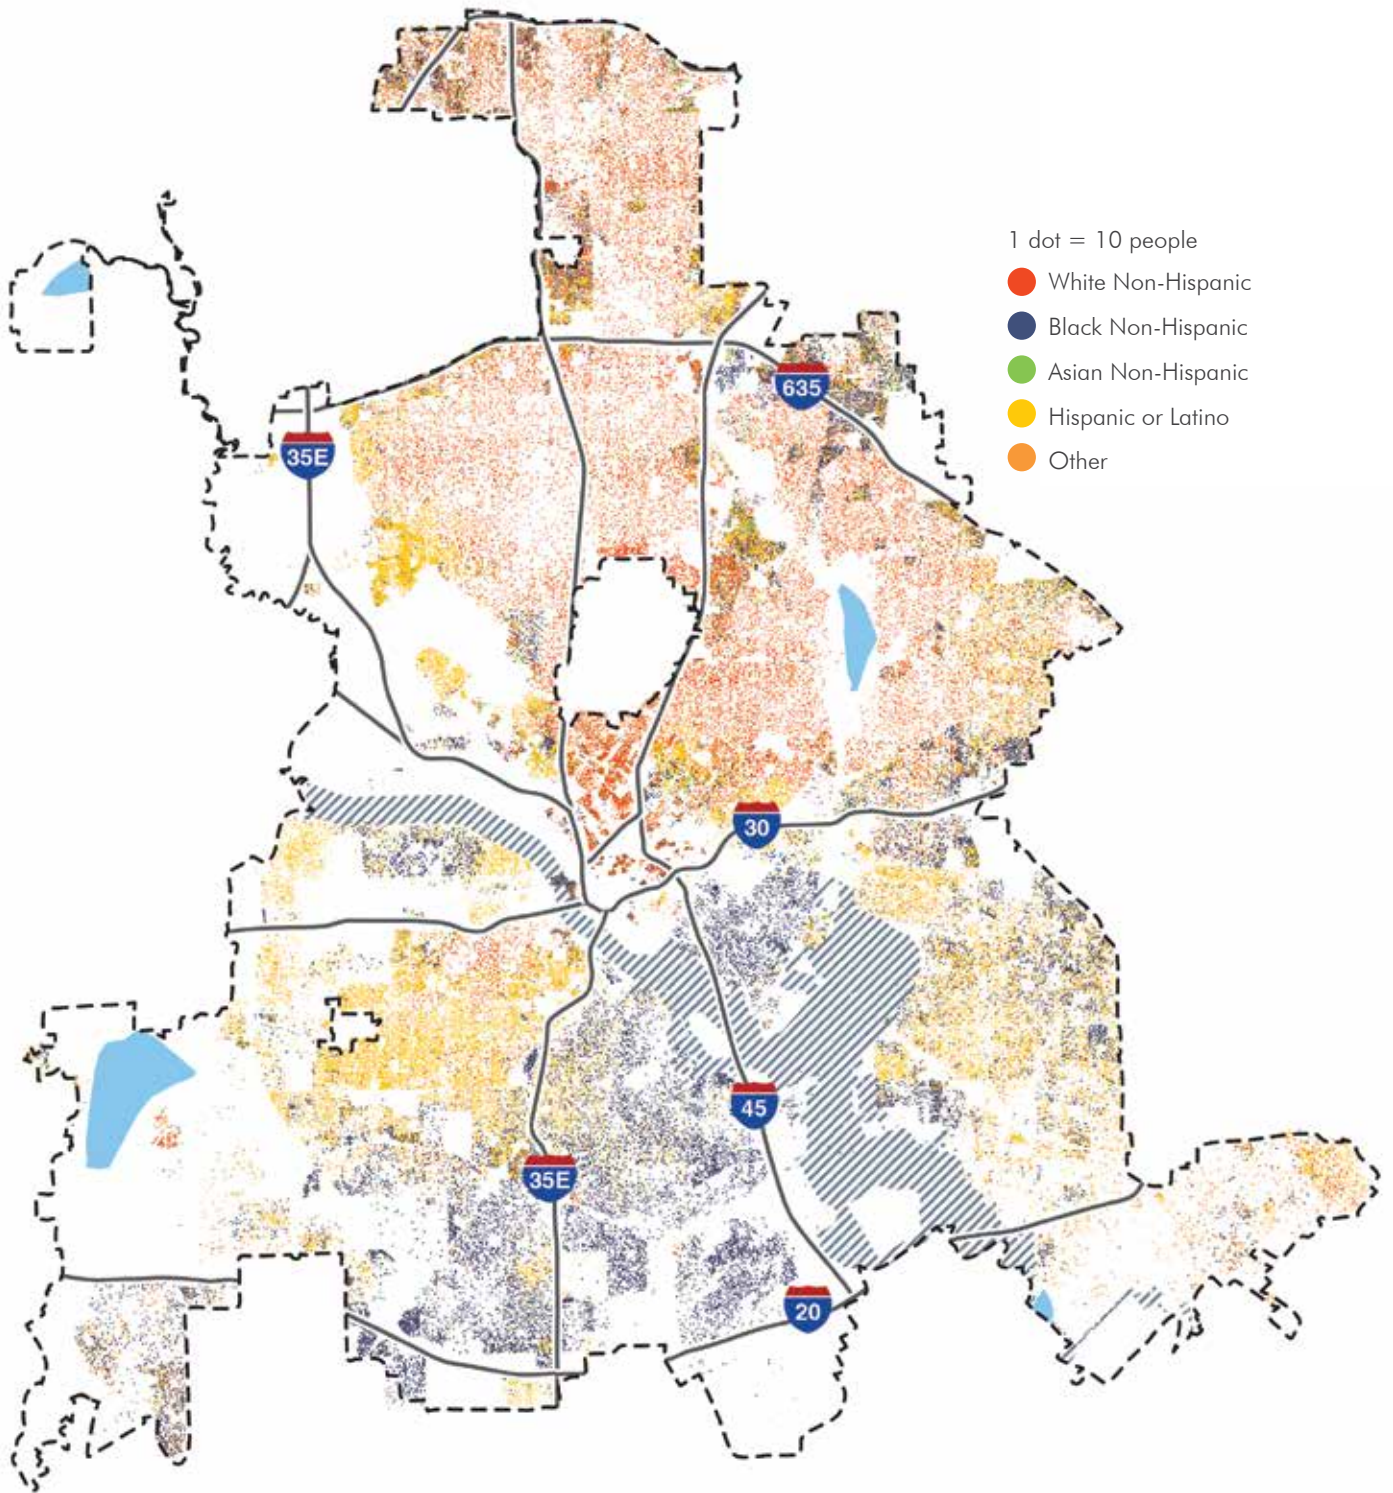 1 dot = 10 people
White Non-Hispanic
Black Non-Hispanic
Asian Non-Hispanic
Hispanic or Latino
Other
635
35E
30
45
35E
20